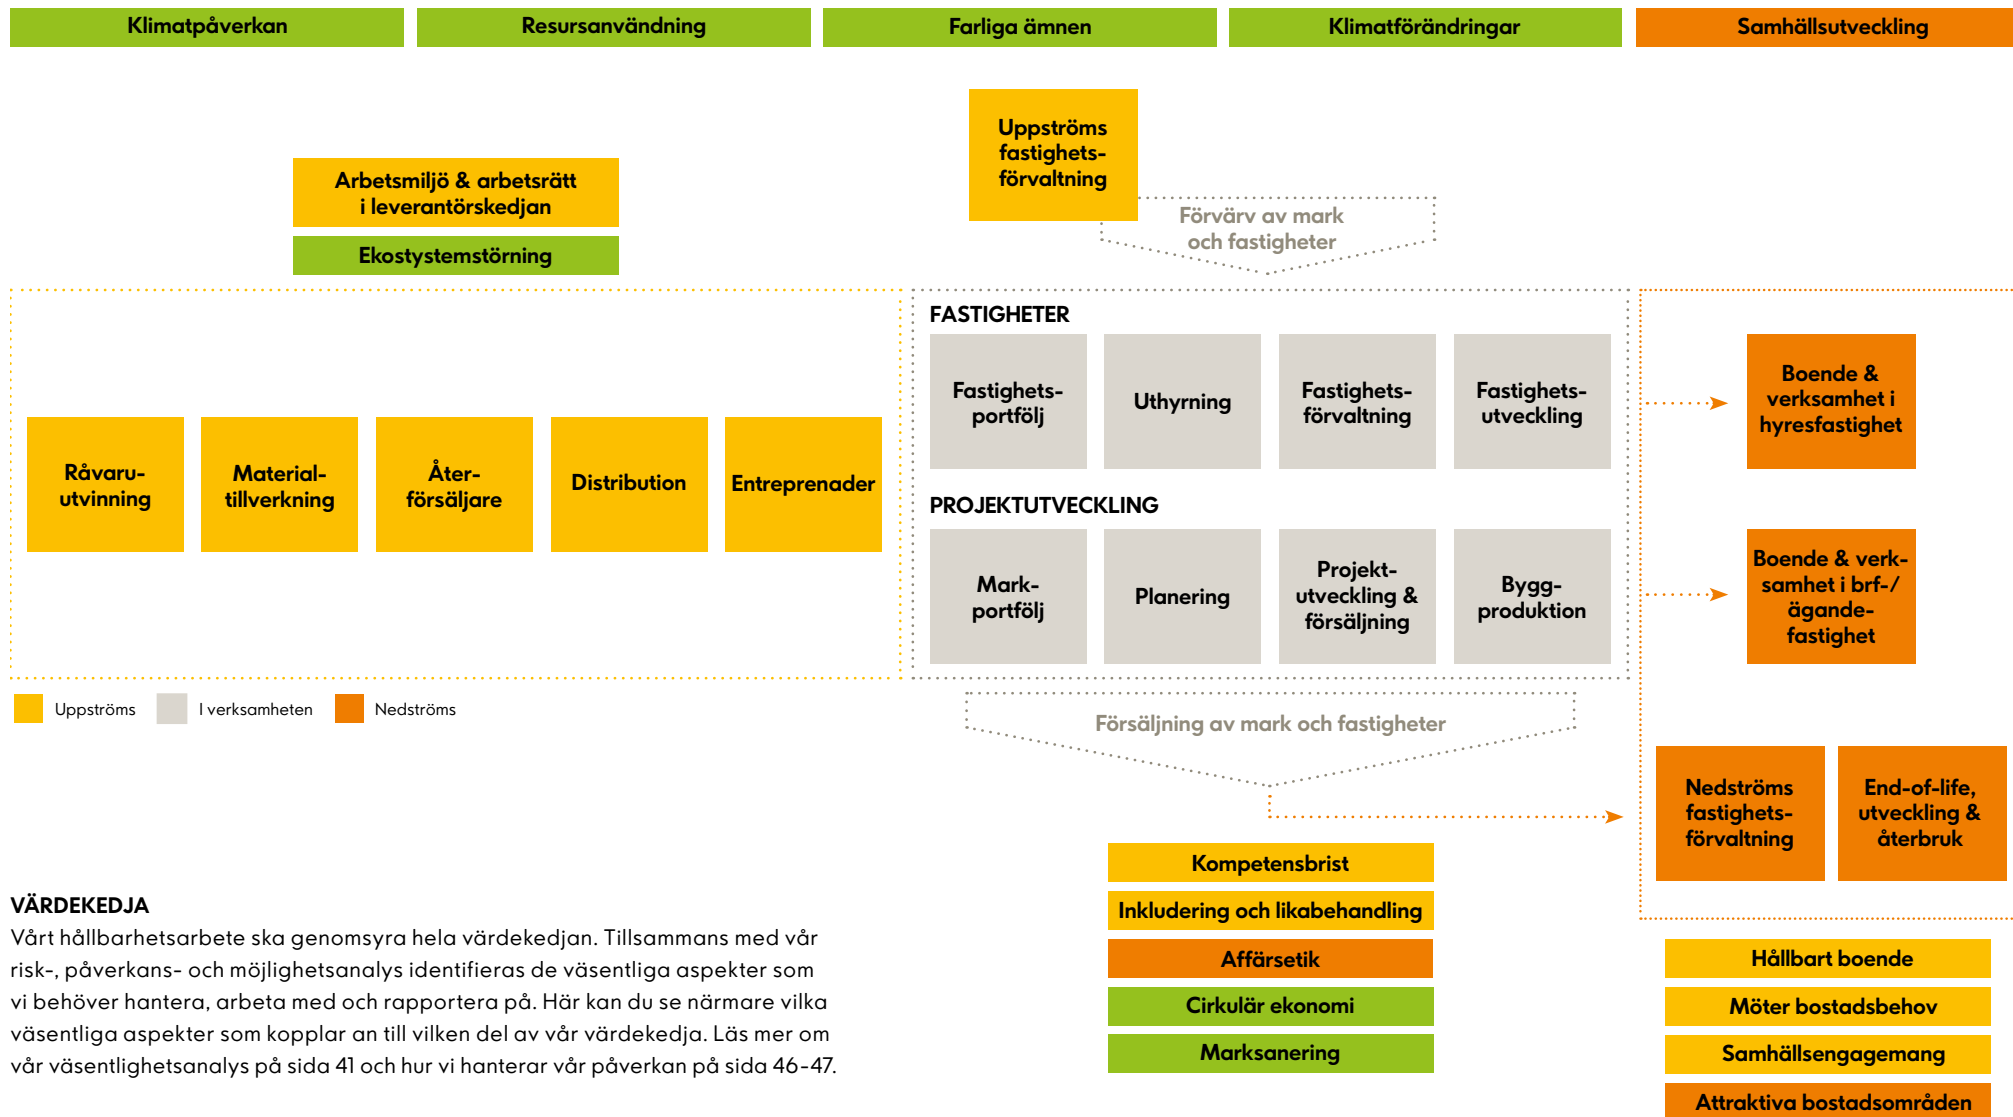 Klimatpåverkan
Resursanvändning
Farliga ämnen
Klimatförändringar
Samhällsutveckling
Uppströms
fastighets-
förvaltning
Arbetsmiljö & arbetsrätt
i leverantörskedjan
Ekostystemstörning
Förvärv av mark
och fastigheter
Råvaru-
utvinning
Material-
tillverkning
Åter-
försäljare
Distribution
Entreprenader
FASTIGHETER
Fastighets-
portfölj
Uthyrning
Fastighets-
förvaltning
Fastighets-
utveckling
PROJEKTUTVECKLING
Mark-
portfölj
Planering
Projekt-
utveckling &
försäljning
Bygg-
produktion
Boende &
verksamhet i
hyresfastighet
Boende & verk-
samhet i brf-/
ägande-
fastighet
Uppströms
I verksamheten
Nedströms
Försäljning av mark och fastigheter
Nedströms
fastighets-
förvaltning
End-of-life,
utveckling &
återbruk
Kompetensbrist
Inkludering och likabehandling
Affärsetik
Cirkulär ekonomi
Marksanering
Hållbart boende
Möter bostadsbehov
Samhällsengagemang
Attraktiva bostadsområden
VÄRDEKEDJA
Vårt hållbarhetsarbete ska genomsyra hela värdekedjan. Tillsammans med vår
risk-, påverkans- och möjlighetsanalys identifieras de väsentliga aspekter som
vi behöver hantera, arbeta med och rapportera på. Här kan du se närmare vilka
väsentliga aspekter som kopplar an till vilken del av vår värdekedja. Läs mer om
vår väsentlighetsanalys på sida 41 och hur vi hanterar vår påverkan på sida 46-47.